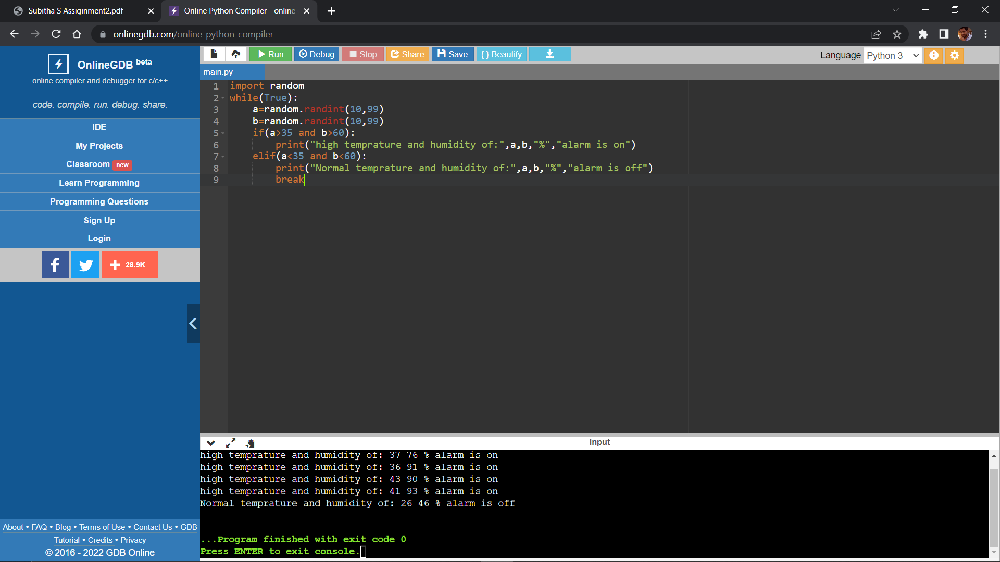 Subitha S Assignment2.pdf
Online Python Compiler - online
onlinegdb.com/online_python_compiler
OnlineGDB beta
online compiler and debugger for c/c++
code. compile. run. debug. share.
IDE
My Projects
Classroom new
Learn Programming
Programming Questions
Sign Up
Login
28.9K
About • FAQ • Blog • Terms of Use • Contact Us • GDB
Tutorial • Credits • Privacy
© 2016 - 2022 GDB Online
Run Debug Stop Share Save { } Beautify
Language Python 3
main.py
1 import random
2 while(True):
3     a=random.randint(10,99)
4     b=random.randint(10,99)
5     if(a>35 and b>60):
6         print("high temprature and humidity of:",a,b,"%","alarm is on")
7     elif(a<35 and b<60):
8         print("Normal temprature and humidity of:",a,b,"%","alarm is off")
9         break
input
high temprature and humidity of: 37 76 % alarm is on
high temprature and humidity of: 36 91 % alarm is on
high temprature and humidity of: 43 90 % alarm is on
high temprature and humidity of: 41 93 % alarm is on
Normal temprature and humidity of: 26 46 % alarm is off
...Program finished with exit code 0
Press ENTER to exit console.